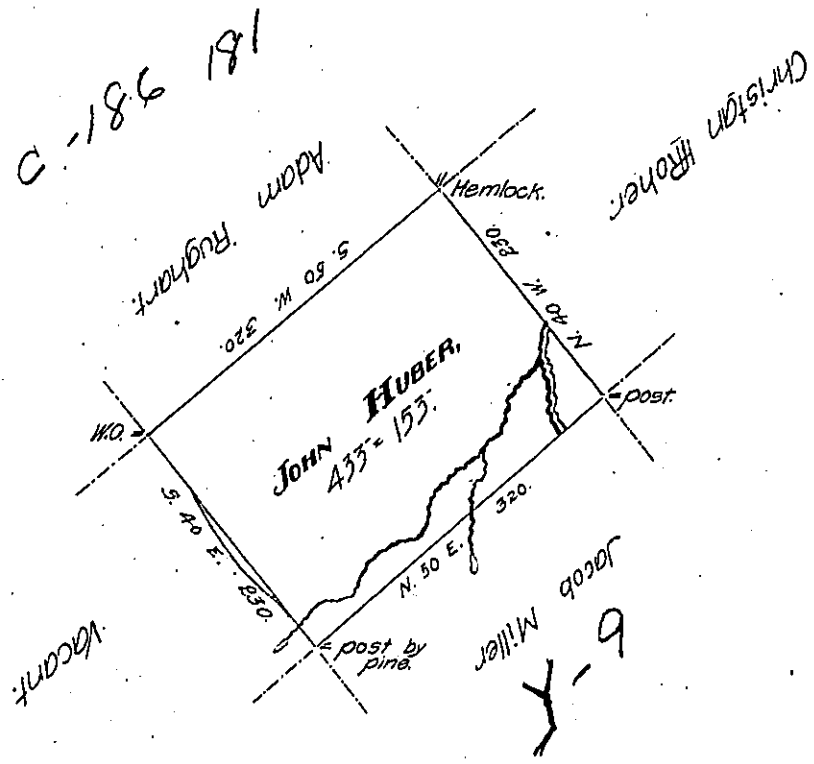 C-186 181
Adam Rughart.
Christian Roher.
Hemlock.
S. 50 W. 320.
N. 40 W. 230.
JOHN HUBER,
433" = 153"
W.O.
post.
S. 40 E. 230.
N. 50 E. 320.
post by
pine.
Vacant.
Jacob Miller